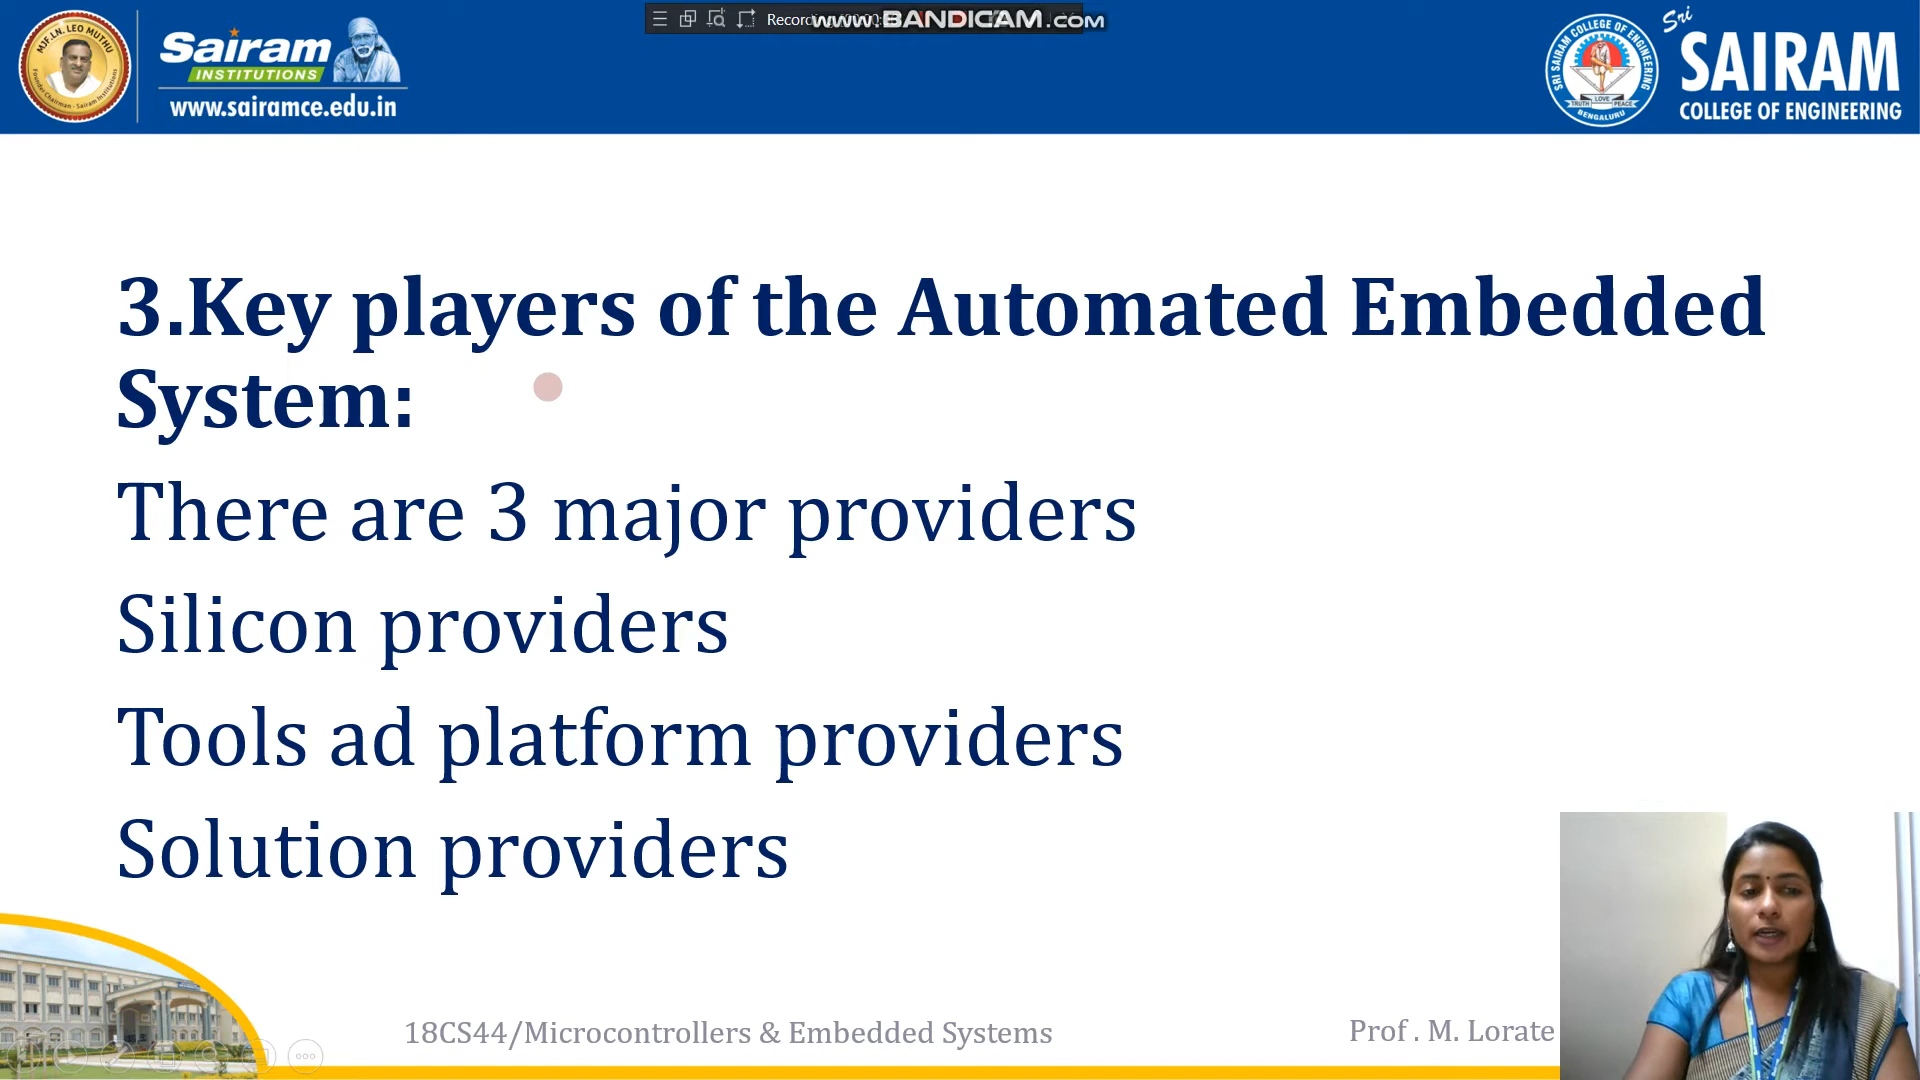 MJF.LN. LEO MUTHU
Founder Chairman - Sairam Institutions
Sairam
INSTITUTIONS
www.sairamce.edu.in
www.BANDICAM.com
SRI SAIRAM COLLEGE OF ENGINEERING
TRUTH LOVE PEACE
BENGALURU
Sri
SAIRAM
COLLEGE OF ENGINEERING
3.Key players of the Automated Embedded
System:
There are 3 major providers
Silicon providers
Tools ad platform providers
Solution providers
18CS44/Microcontrollers & Embedded Systems
Prof . M. Lorate